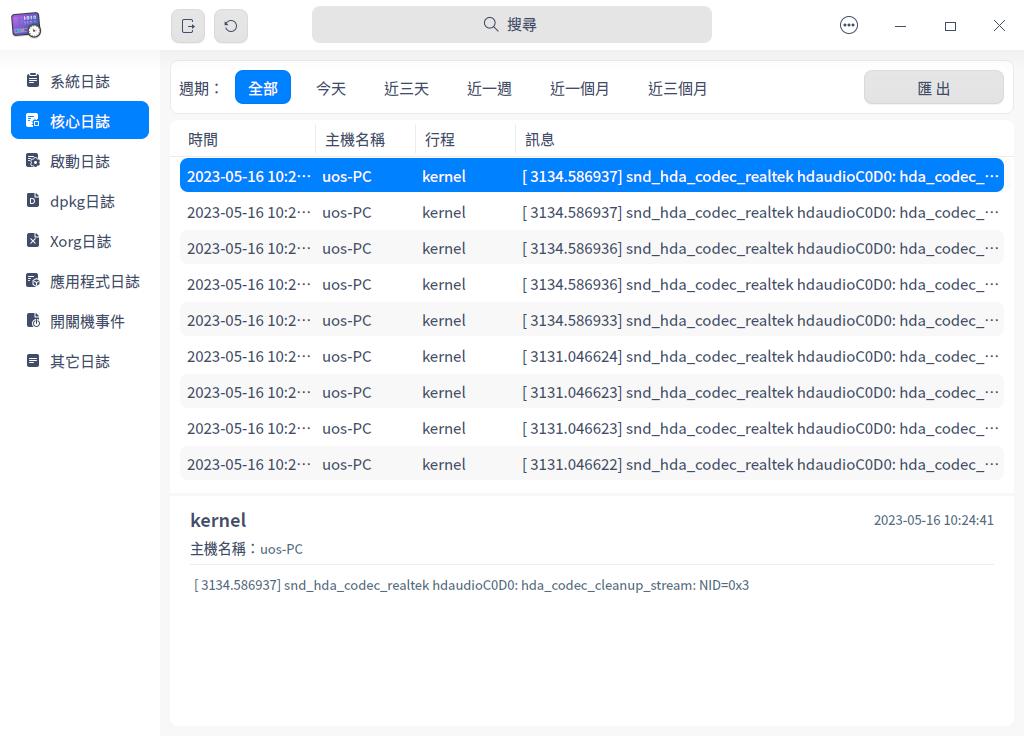 搜尋
系統日誌
核心日誌
啟動日誌
dpkg日誌
Xorg日誌
應用程式日誌
開關機事件
其它日誌
週期： 全部 今天 近三天 近一週 近一個月 近三個月 匯出
時間 主機名稱 行程 訊息
2023-05-16 10:2⋯ uos-PC kernel [ 3134.586937] snd_hda_codec_realtek hdaudioC0D0: hda_codec_⋯
2023-05-16 10:2⋯ uos-PC kernel [ 3134.586937] snd_hda_codec_realtek hdaudioC0D0: hda_codec_⋯
2023-05-16 10:2⋯ uos-PC kernel [ 3134.586936] snd_hda_codec_realtek hdaudioC0D0: hda_codec_⋯
2023-05-16 10:2⋯ uos-PC kernel [ 3134.586936] snd_hda_codec_realtek hdaudioC0D0: hda_codec_⋯
2023-05-16 10:2⋯ uos-PC kernel [ 3134.586933] snd_hda_codec_realtek hdaudioC0D0: hda_codec_⋯
2023-05-16 10:2⋯ uos-PC kernel [ 3131.046624] snd_hda_codec_realtek hdaudioC0D0: hda_codec_⋯
2023-05-16 10:2⋯ uos-PC kernel [ 3131.046623] snd_hda_codec_realtek hdaudioC0D0: hda_codec_⋯
2023-05-16 10:2⋯ uos-PC kernel [ 3131.046623] snd_hda_codec_realtek hdaudioC0D0: hda_codec_⋯
2023-05-16 10:2⋯ uos-PC kernel [ 3131.046622] snd_hda_codec_realtek hdaudioC0D0: hda_codec_⋯
kernel 2023-05-16 10:24:41
主機名稱：uos-PC
[ 3134.586937] snd_hda_codec_realtek hdaudioC0D0: hda_codec_cleanup_stream: NID=0x3